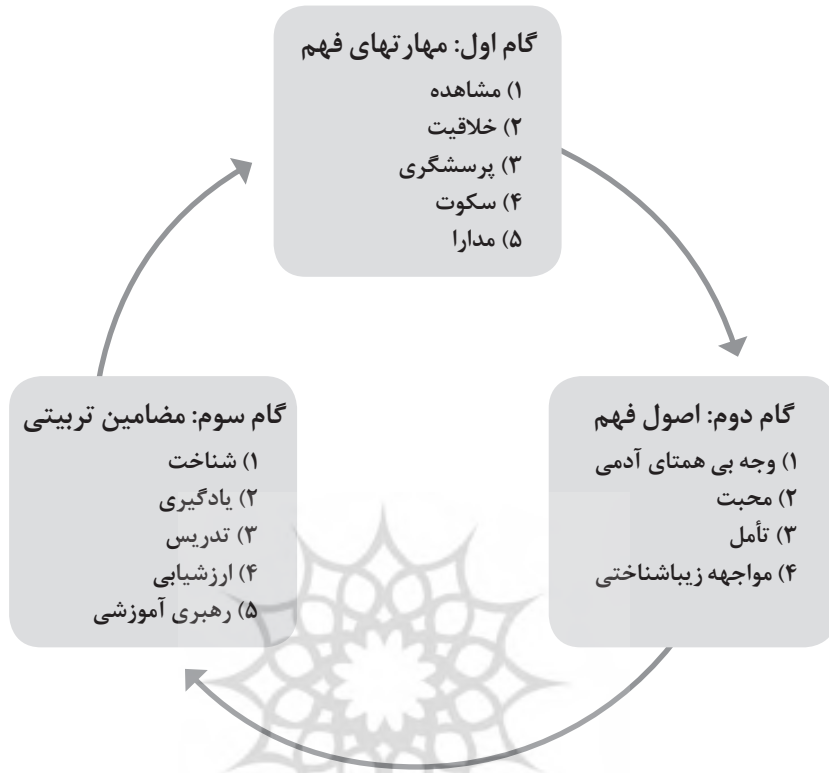 گام اول: مهارتهای فهم
۱) مشاهده
۲) خلاقیت
۳) پرسشگری
۴) سکوت
۵) مدارا
گام دوم: اصول فهم
۱) وجه بی همتای آدمی
۲) محبت
۳) تأمل
۴) مواجهه زیباشناختی
گام سوم: مضامین تربیتی
۱) شناخت
۲) یادگیری
۳) تدریس
۴) ارزشیابی
۵) رهبری آموزشی